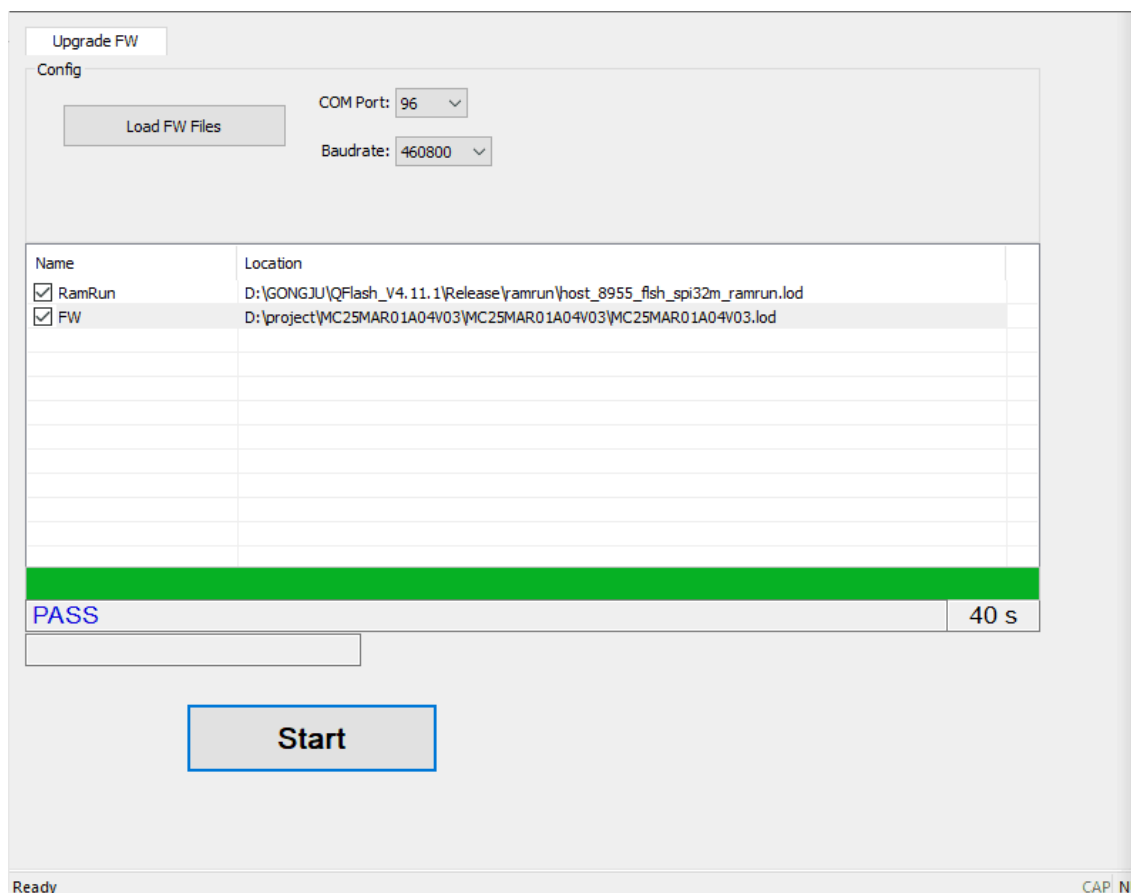 Upgrade FW
Config
Load FW Files
COM Port: 96
Baudrate: 460800
Name Location
RamRun D:\GONGJU\QFlash_V4.11.1\Release\ramrun\host_8955_flsh_spi32m_ramrun.lod
FW D:\project\MC25MAR01A04V03\MC25MAR01A04V03\MC25MAR01A04V03.lod
PASS 40 s
Start
Ready CAP N